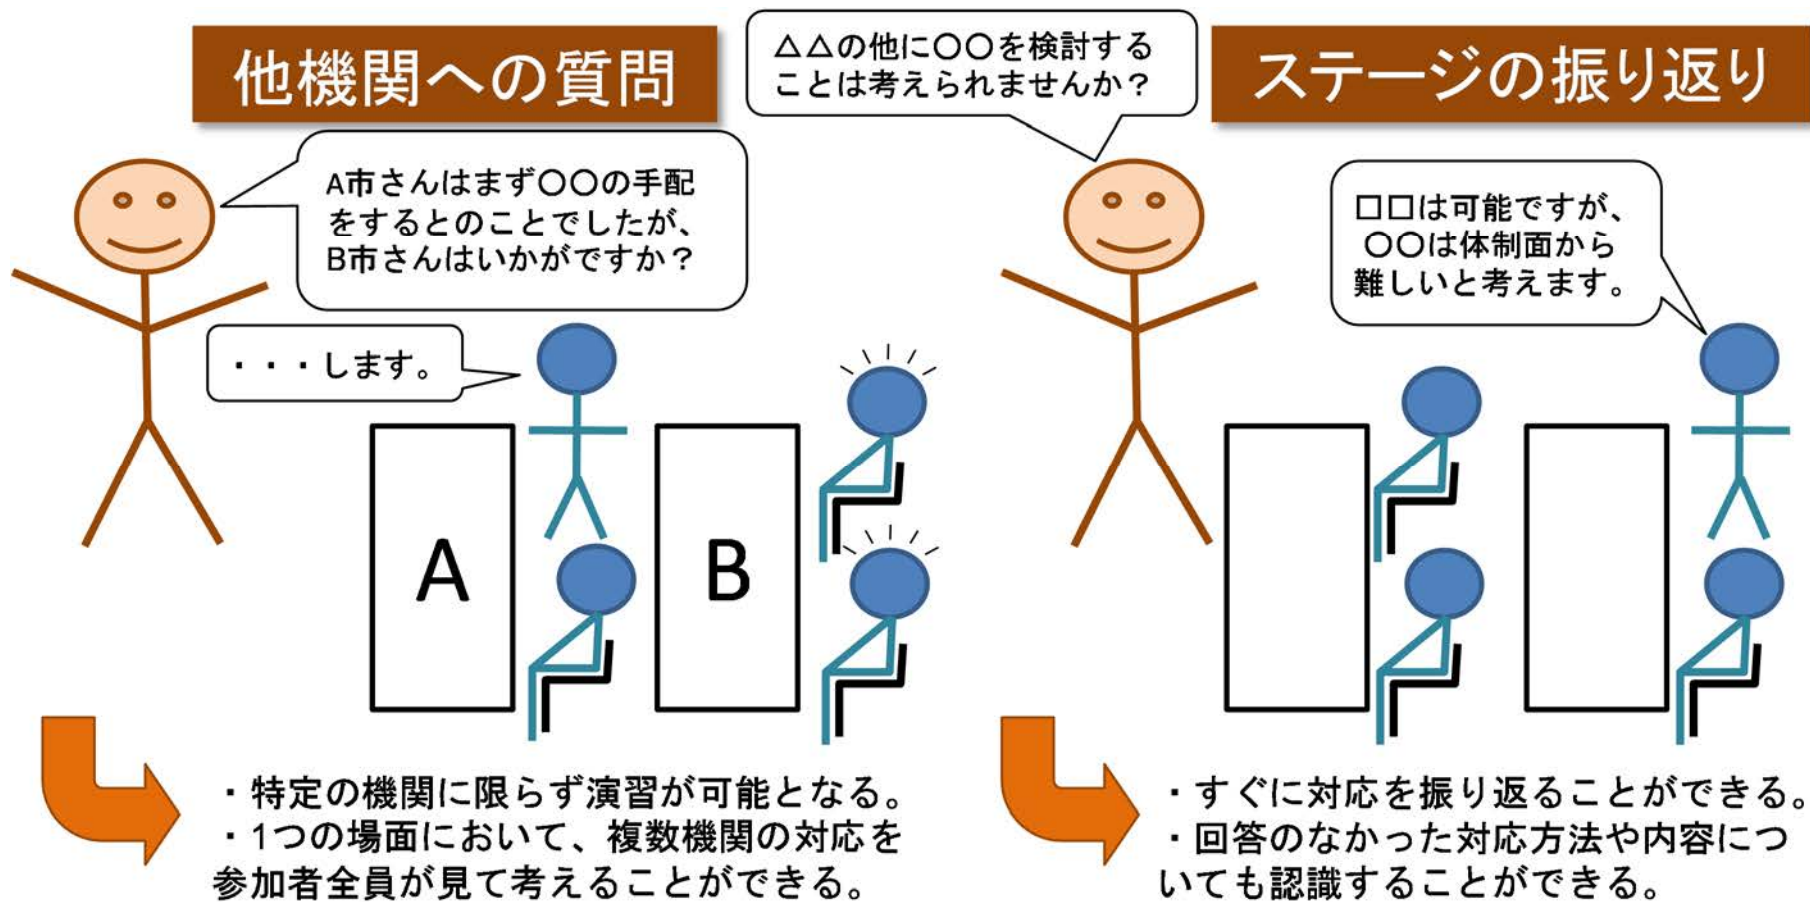 他機関への質問
A市さんはまず〇〇の手配
をするとのことでしたが、
B市さんはいかがですか？
・・・します。
A
B
・特定の機関に限らず演習が可能となる。
・1つの場面において、複数機関の対応を
参加者全員が見て考えることができる。
ステージの振り返り
△△の他に〇〇を検討する
ことは考えられませんか？
□□は可能ですが、
〇〇は体制面から
難しいと考えます。
・すぐに対応を振り返ることができる。
・回答のなかった対応方法や内容につ
いても認識することができる。